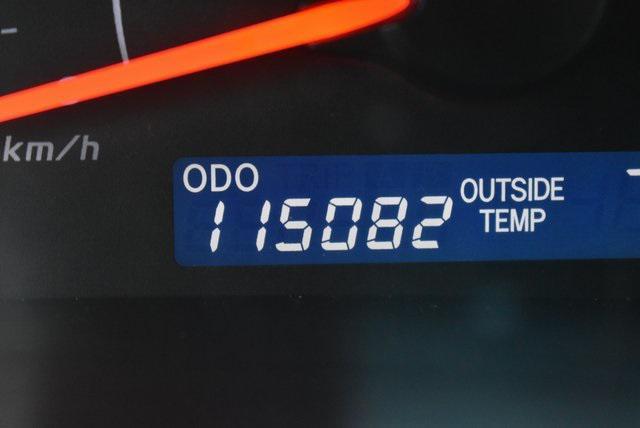 km/h
ODO
115082
OUTSIDE
TEMP